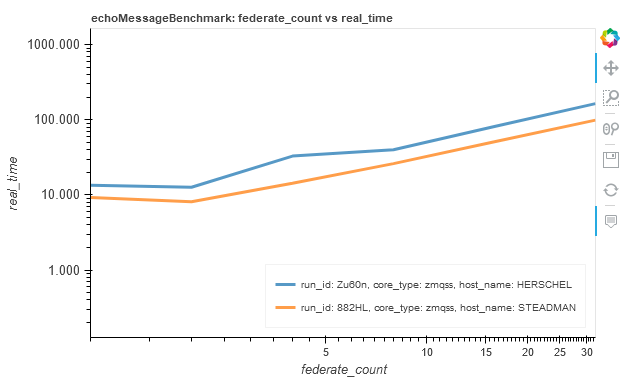 echoMessageBenchmark: federate_count vs real_time
1000.000
100.000
10.000
1.000
real_time
run_id: Zu60n, core_type: zmqss, host_name: HERSCHEL
run_id: 882HL, core_type: zmqss, host_name: STEADMAN
5 10 15 20 25 30
federate_count